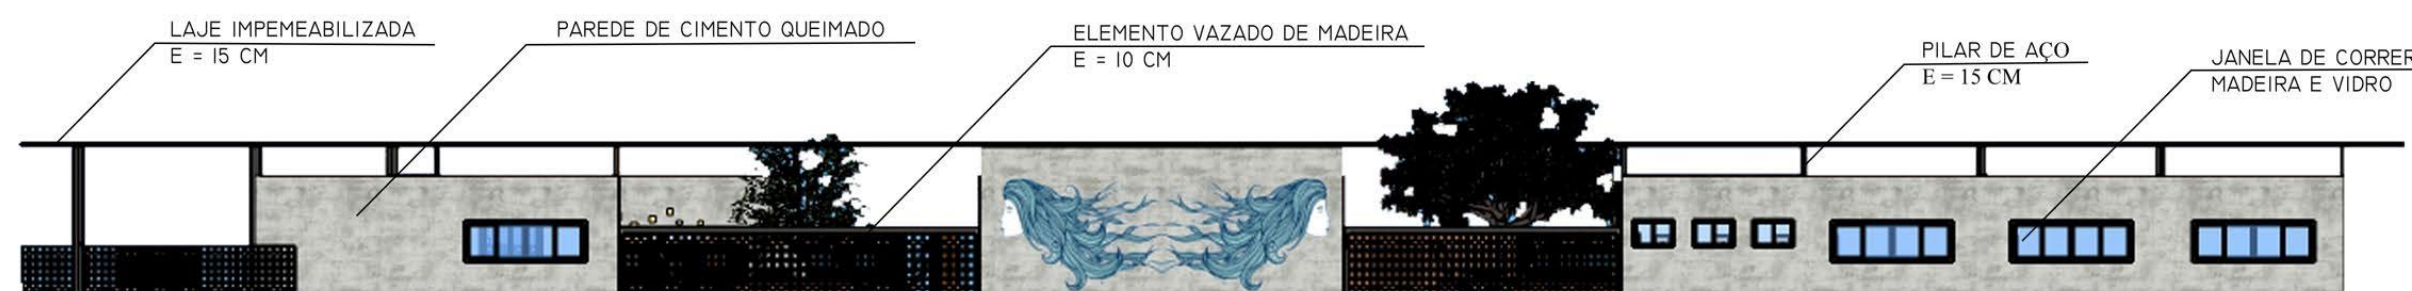 LAJE IMPEMEABILIZADA
E = 15 CM
PAREDE DE CIMENTO QUEIMADO
ELEMENTO VAZADO DE MADEIRA
E = 10 CM
PILAR DE AÇO
E = 15 CM
JANELA DE CORRER
MADEIRA E VIDRO